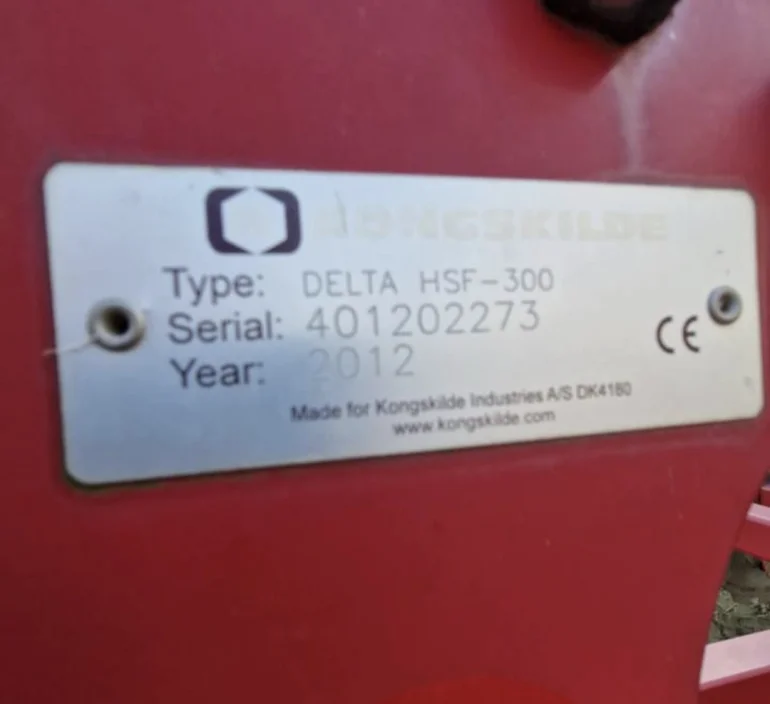 KONGSKILDE
Type: DELTA HSF-300
Serial: 401202273
Year: 2012
CE
Made for Kongskilde Industries A/S DK4180
www.kongskilde.com